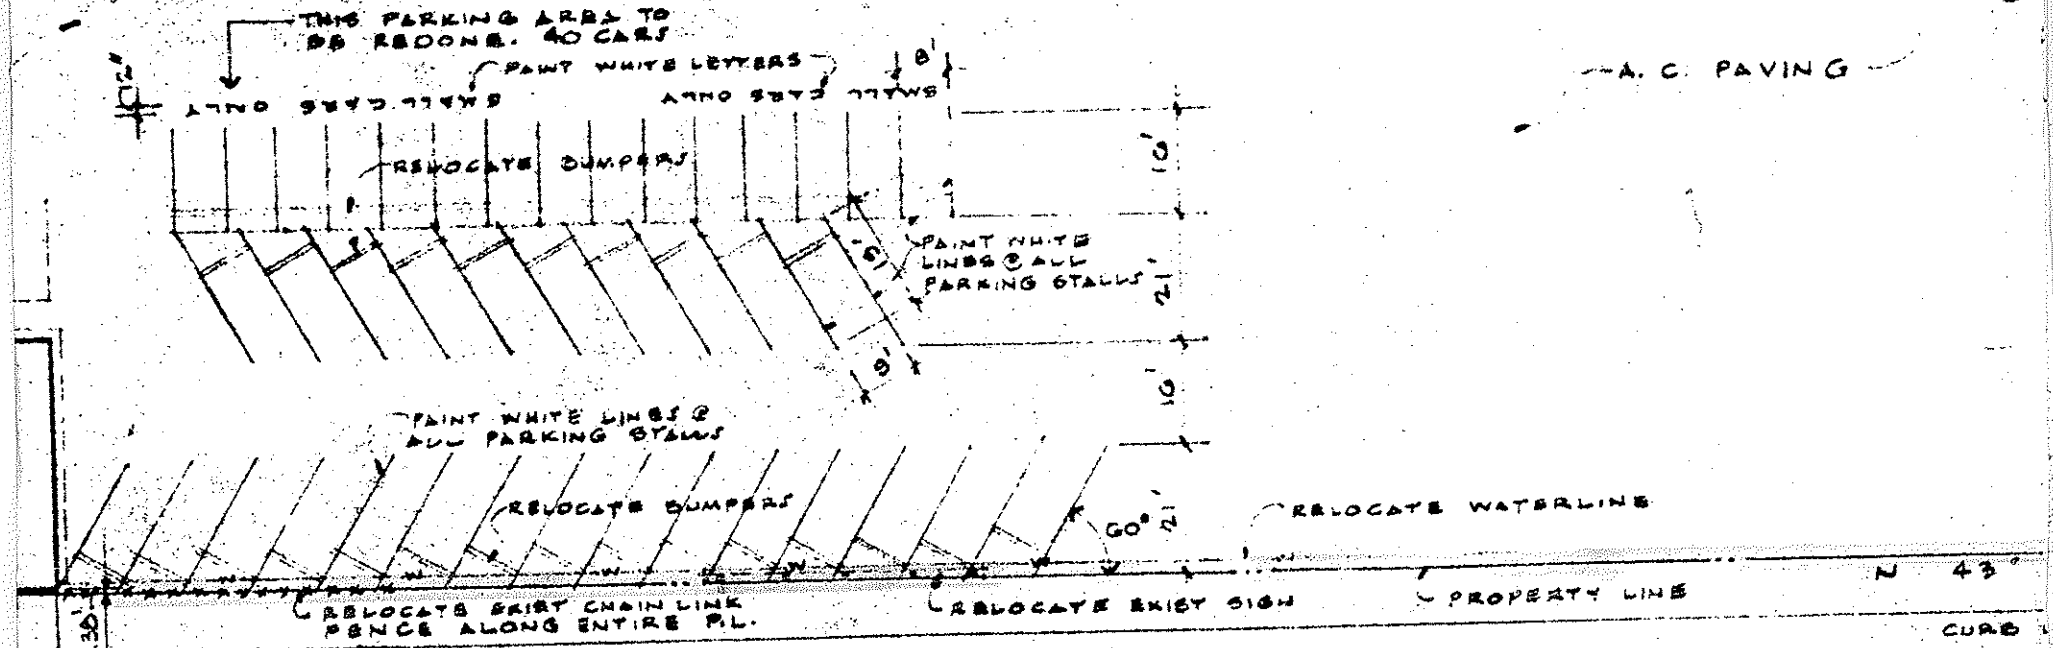 THIS PARKING AREA TO
BE REDONE. 40 CARS
PAINT WHITE LETTERS
8'
A.C. PAVING
12"
SMALL CARS ONLY
SMALL CARS ONLY
RELOCATE BUMPERS
16'
PAINT WHITE
LINES @ ALL
PARKING STALLS
19'
21'
9'
16'
PAINT WHITE LINES @
ALL PARKING STALLS
RELOCATE BUMPERS
60°
21'
RELOCATE WATERLINE
W W W W W W
N 43°
RELOCATE EXIST CHAIN LINK
FENCE ALONG ENTIRE P.L.
RELOCATE EXIST SIGN
PROPERTY LINE
30'
CURB